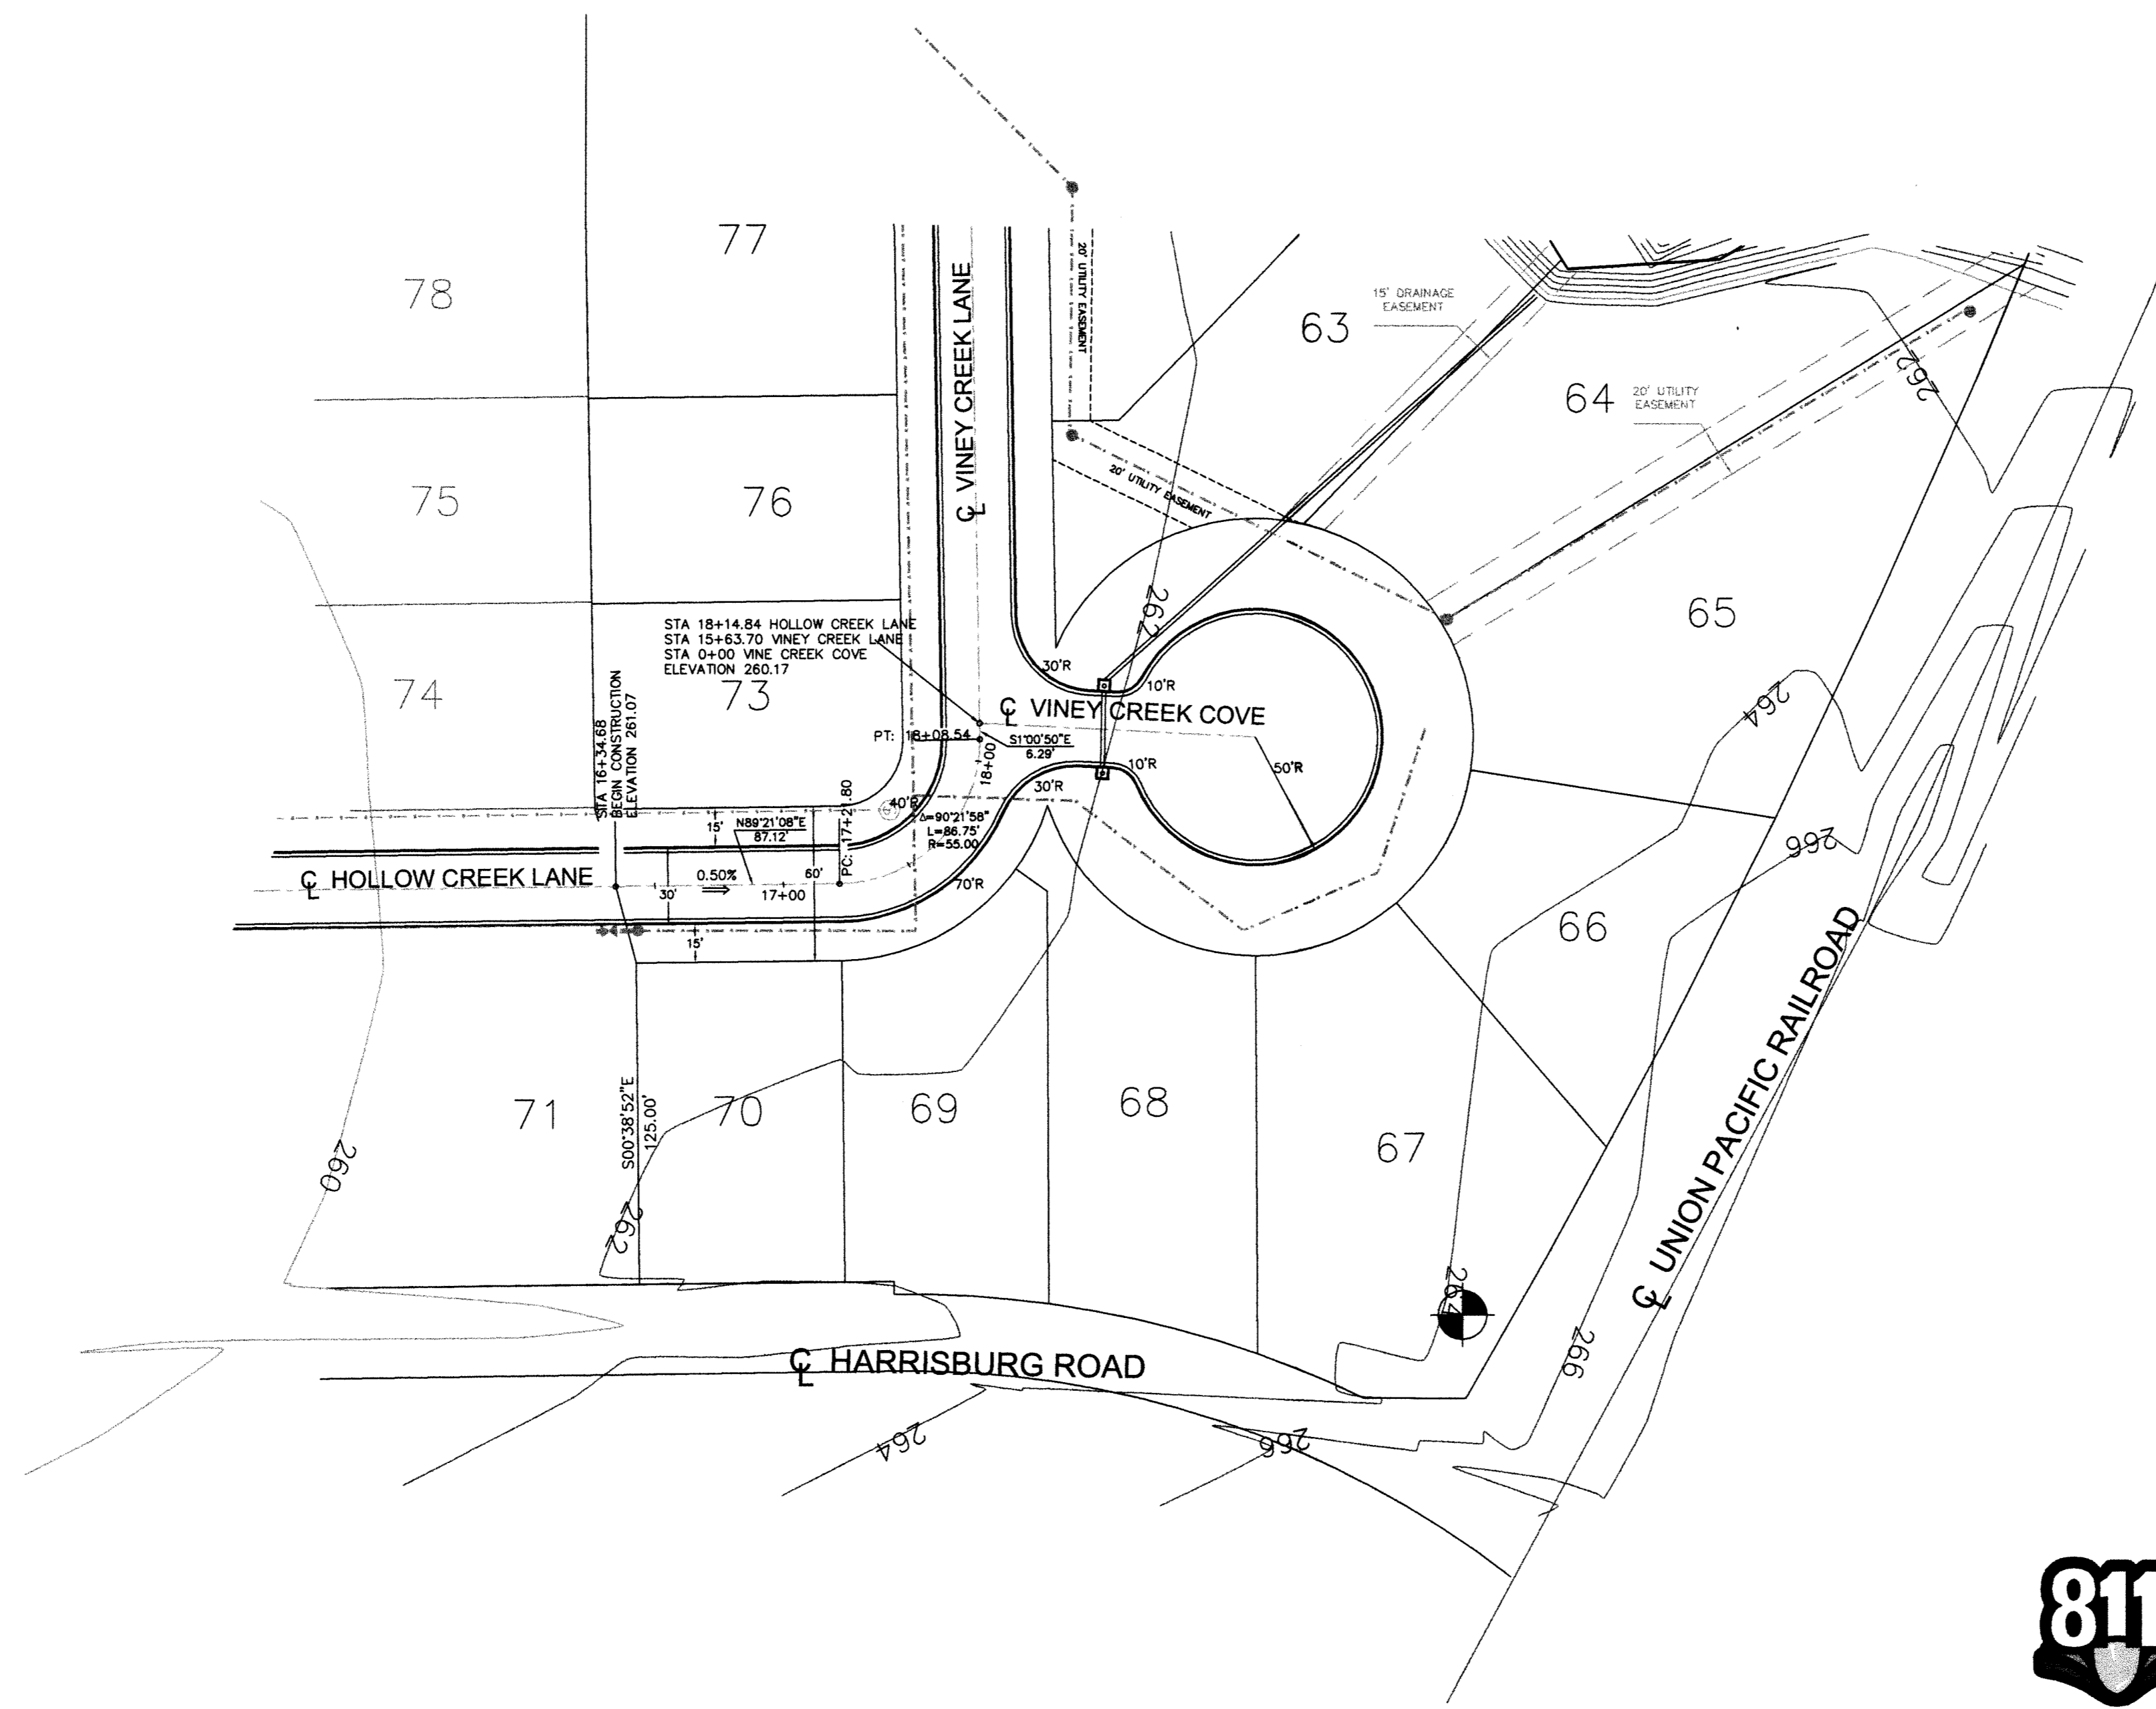 77
78
CL VINEY CREEK LANE
20' UTILITY EASEMENT
15' DRAINAGE
EASEMENT
63
64
20' UTILITY
EASEMENT
262
75
76
20' UTILITY EASEMENT
262
65
STA 18+14.84 HOLLOW CREEK LANE
STA 15+63.70 VINEY CREEK LANE
STA 0+00 VINE CREEK COVE
ELEVATION 260.17
74
73
STA 16+34.68
BEGIN CONSTRUCTION
ELEVATION 261.07
30'R
10'R
CL VINEY CREEK COVE
264
PT: 18+08.54
S1°00'50"E
6.29'
18+00
10'R
30'R
50'R
40'R
Δ=90°21'58"
L=86.75'
R=55.00
PC: 17+21.80
15'
N89°21'08"E
87.12'
266
CL HOLLOW CREEK LANE
0.50%
17+00
60'
30'
70'R
15'
66
CL UNION PACIFIC RAILROAD
71
S00°38'52"E
125.00'
70
69
68
67
260
262
264
266
CL HARRISBURG ROAD
264
266
811